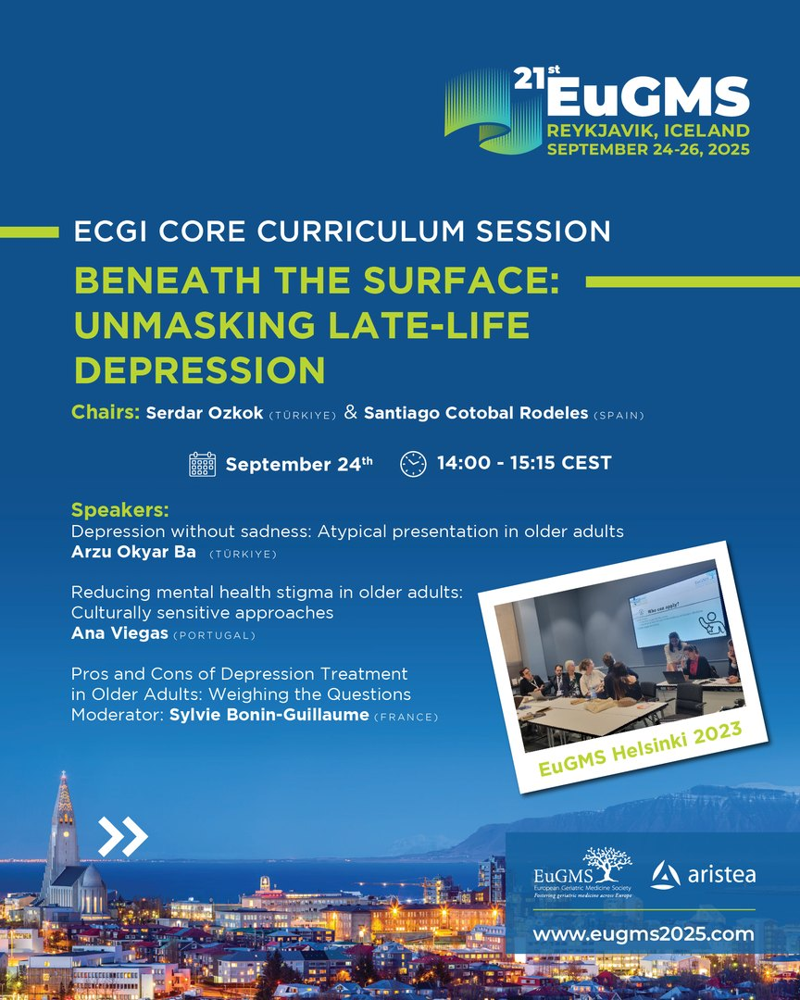 21st EuGMS
REYKJAVIK, ICELAND
SEPTEMBER 24-26, 2025
ECGI CORE CURRICULUM SESSION
BENEATH THE SURFACE:
UNMASKING LATE-LIFE
DEPRESSION
Chairs: Serdar Ozkok (TÜRKIYE) & Santiago Cotobal Rodeles (SPAIN)
September 24th 14:00 - 15:15 CEST
Speakers:
Depression without sadness: Atypical presentation in older adults
Arzu Okyar Ba (TÜRKIYE)
Reducing mental health stigma in older adults:
Culturally sensitive approaches
Ana Viegas (PORTUGAL)
Pros and Cons of Depression Treatment
in Older Adults: Weighing the Questions
Moderator: Sylvie Bonin-Guillaume (FRANCE)
Who can apply?
EuGMS Helsinki 2023
EuGMS
European Geriatric Medicine Society
Fostering geriatric medicine across Europe
aristea
www.eugms2025.com